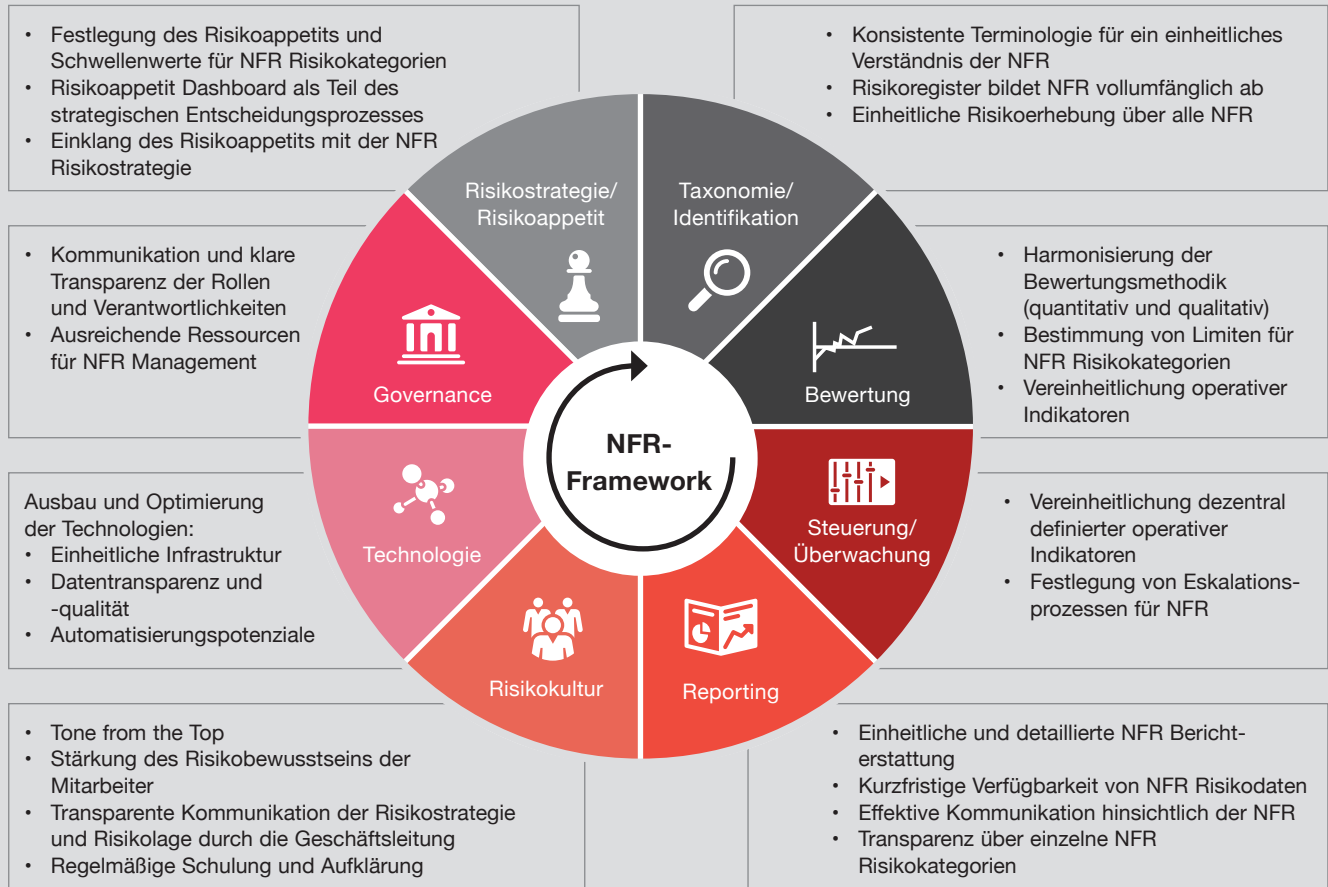 • Festlegung des Risikoappetits und
Schwellenwerte für NFR Risikokategorien
• Risikoappetit Dashboard als Teil des
strategischen Entscheidungsprozesses
• Einklang des Risikoappetits mit der NFR
Risikostrategie
• Konsistente Terminologie für ein einheitliches
Verständnis der NFR
• Risikoregister bildet NFR vollumfänglich ab
• Einheitliche Risikoerhebung über alle NFR
Risikostrategie/
Risikoappetit
Taxonomie/
Identifikation
• Kommunikation und klare
Transparenz der Rollen
und Verantwortlichkeiten
• Ausreichende Ressourcen
für NFR Management
Governance
Bewertung
• Harmonisierung der
Bewertungsmethodik
(quantitativ und qualitativ)
• Bestimmung von Limiten für
NFR Risikokategorien
• Vereinheitlichung operativer
Indikatoren
NFR-
Framework
Ausbau und Optimierung
der Technologien:
• Einheitliche Infrastruktur
• Datentransparenz und
-qualität
• Automatisierungspotenziale
Technologie
Steuerung/
Überwachung
• Vereinheitlichung dezentral
definierter operativer
Indikatoren
• Festlegung von Eskalations-
prozessen für NFR
Risikokultur
Reporting
• Tone from the Top
• Stärkung des Risikobewusstseins der
Mitarbeiter
• Transparente Kommunikation der Risikostrategie
und Risikolage durch die Geschäftsleitung
• Regelmäßige Schulung und Aufklärung
• Einheitliche und detaillierte NFR Bericht-
erstattung
• Kurzfristige Verfügbarkeit von NFR Risikodaten
• Effektive Kommunikation hinsichtlich der NFR
• Transparenz über einzelne NFR
Risikokategorien